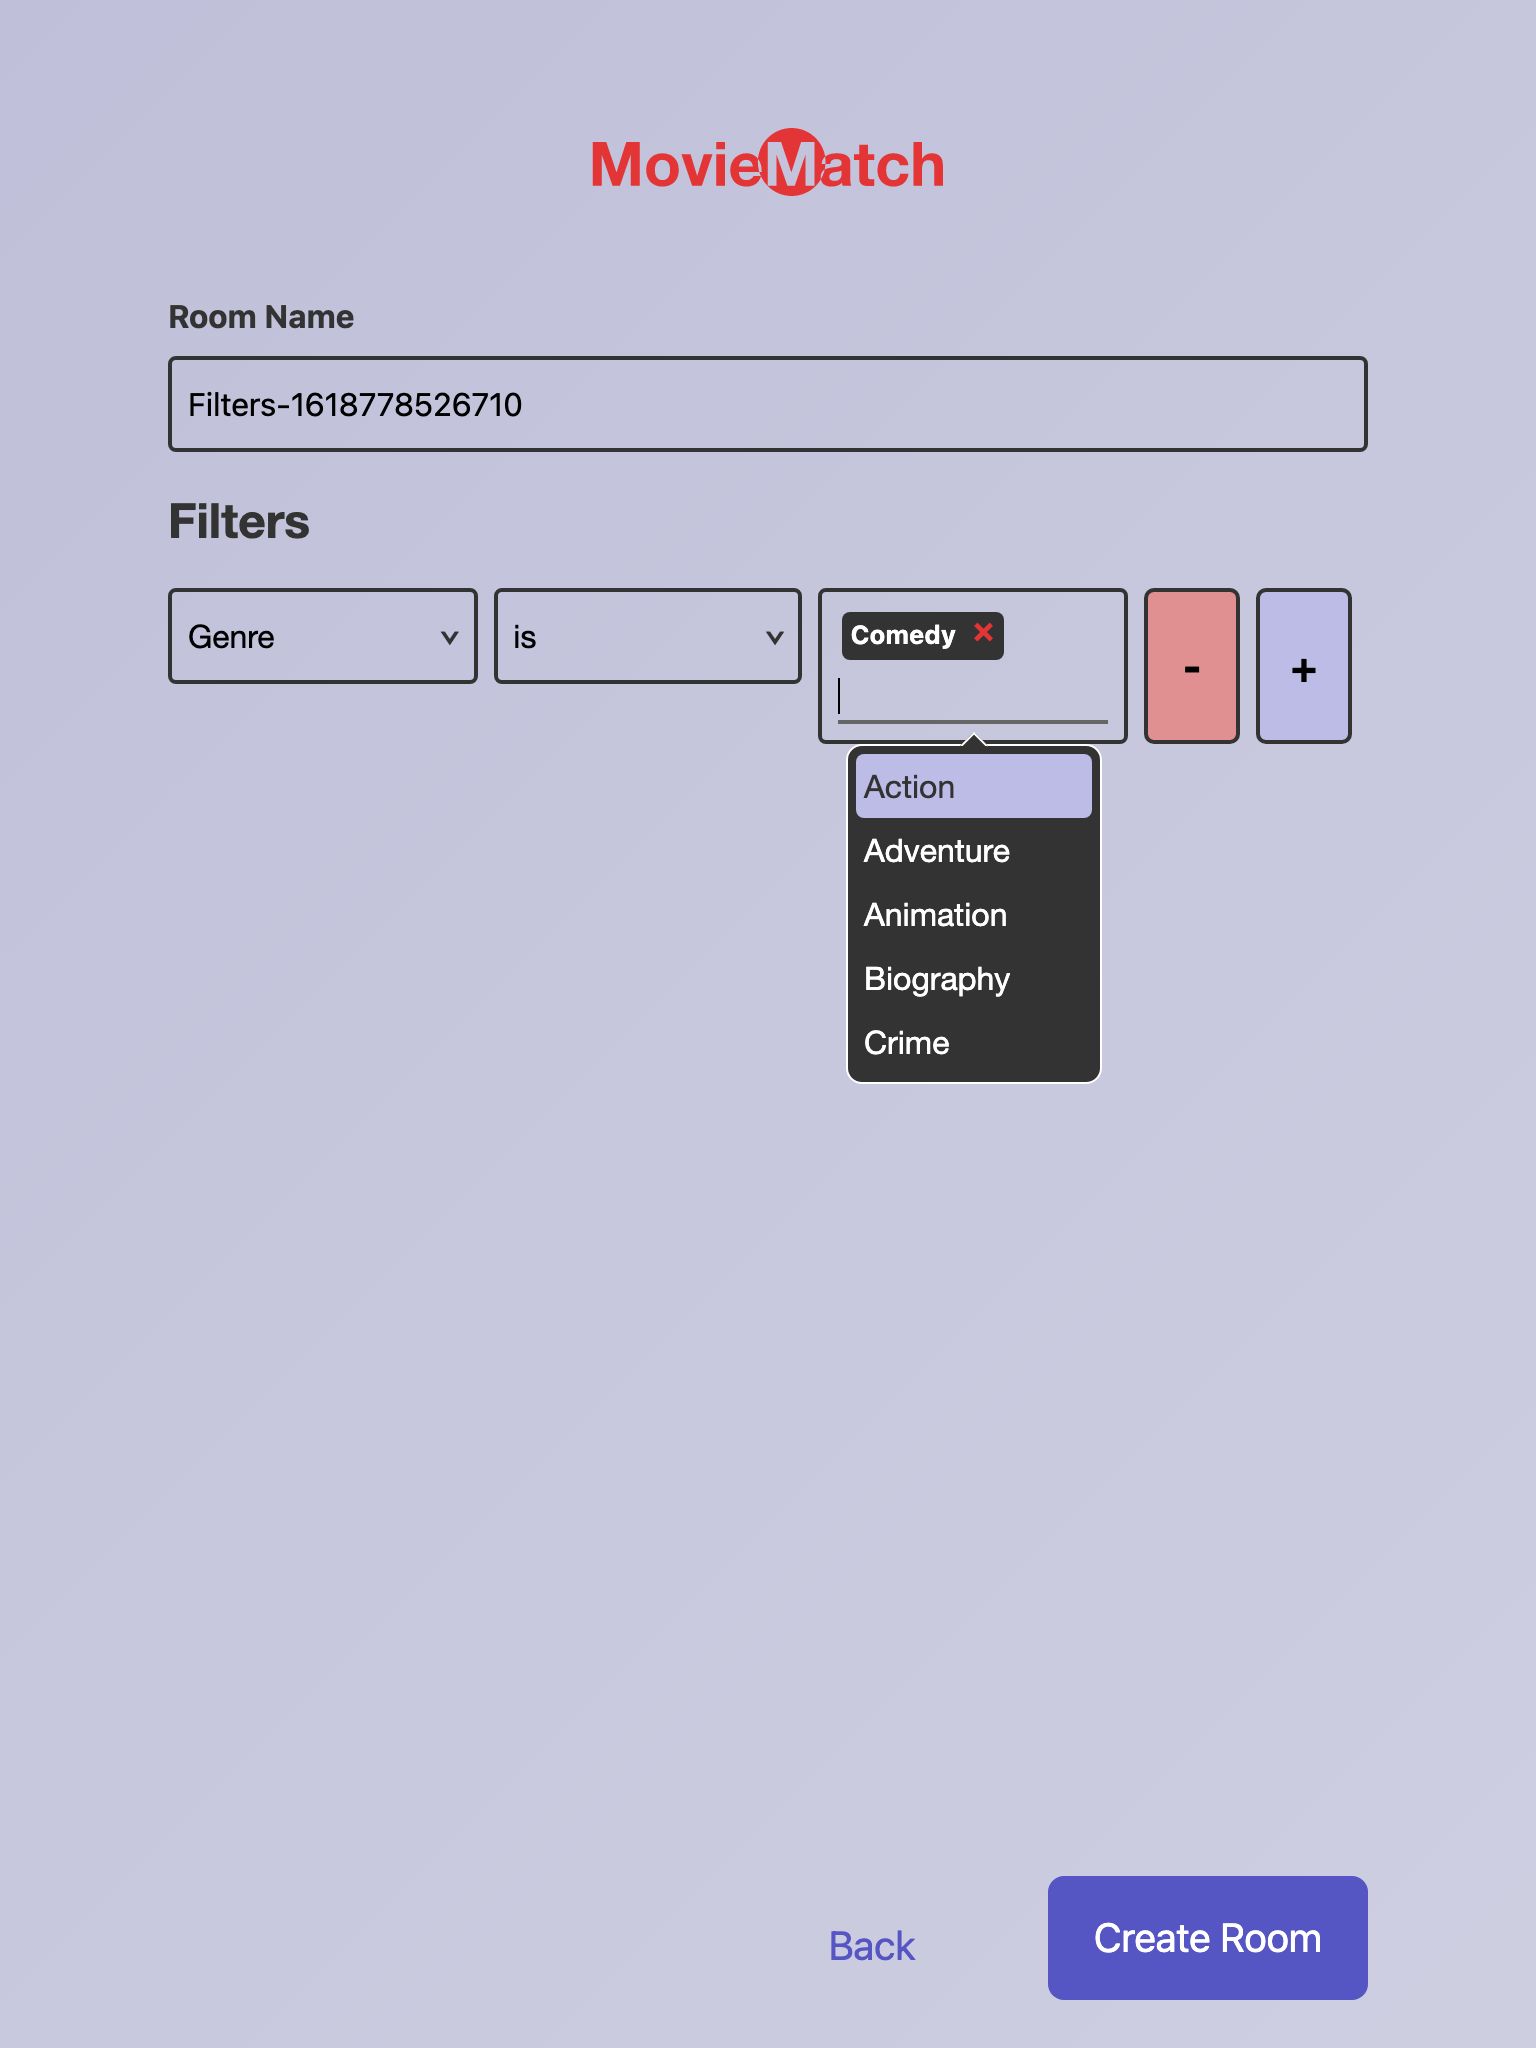 MovieMatch
Room Name
Filters-1618778526710
Filters
Genre
is
Comedy
-
+
Action
Adventure
Animation
Biography
Crime
Back
Create Room